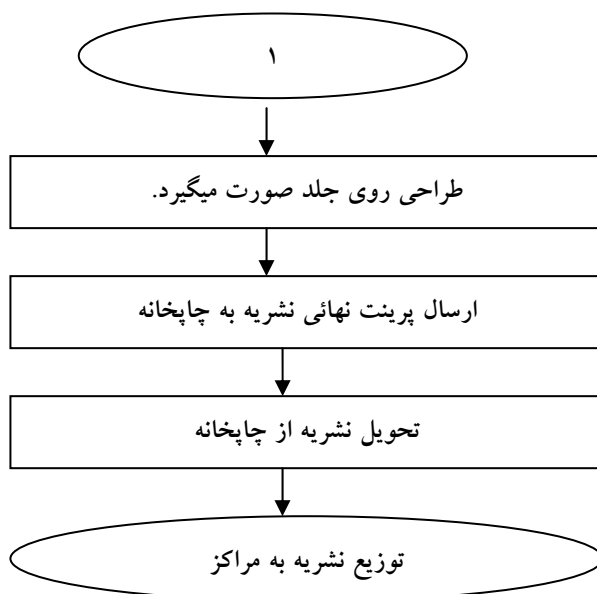 ۱
طراحی روی جلد صورت میگیرد.
ارسال پرینت نهائی نشریه به چاپخانه
تحویل نشریه از چاپخانه
توزیع نشریه به مراکز